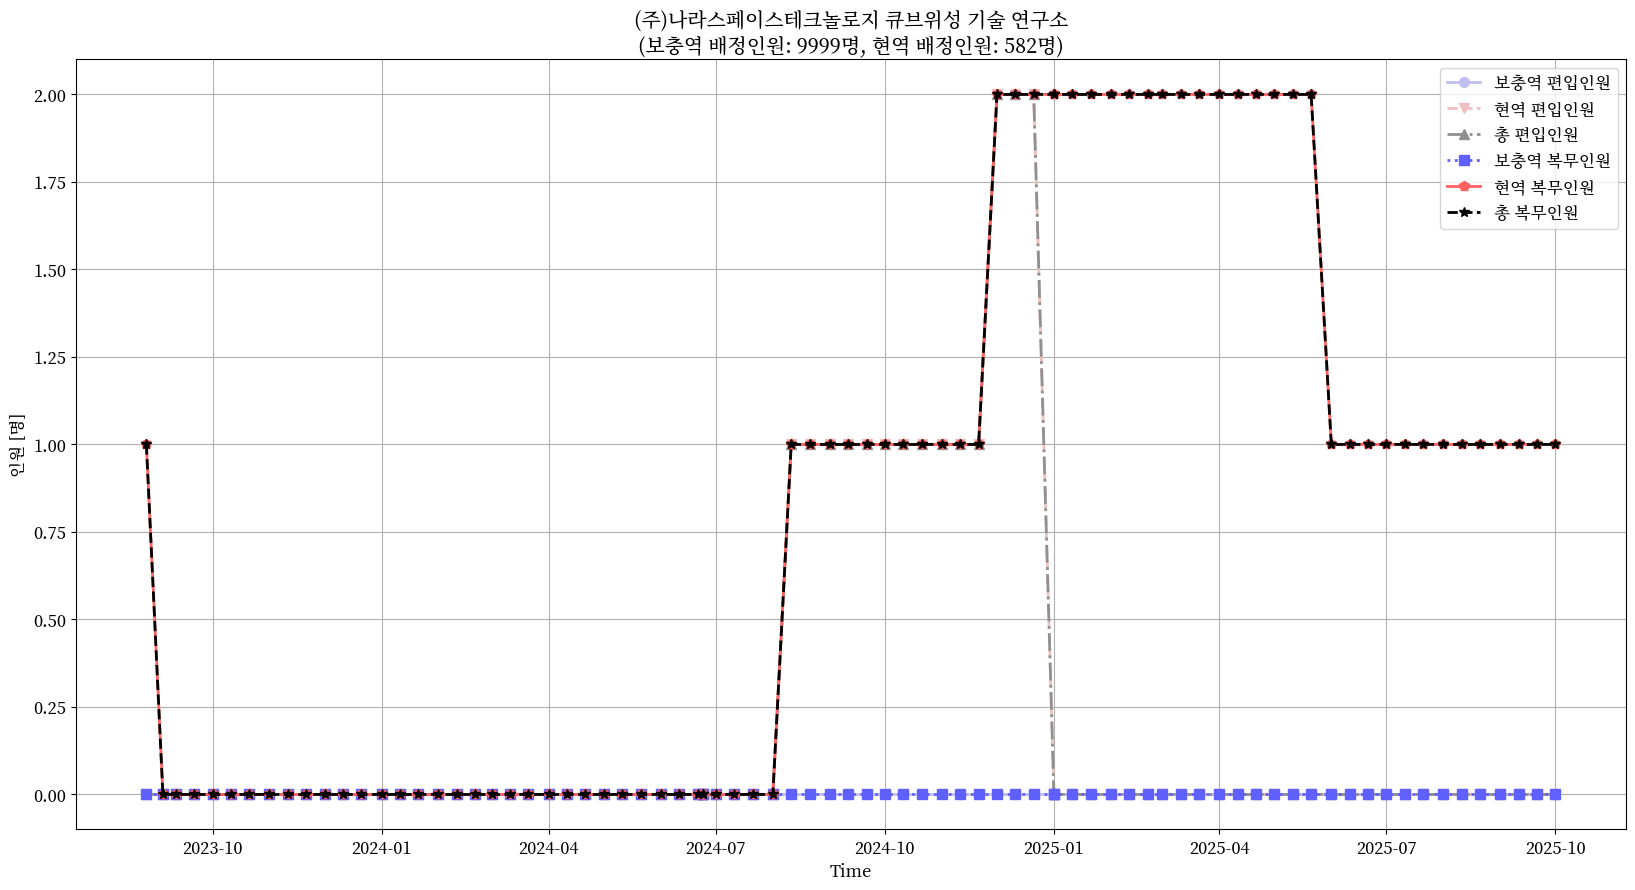 (주)나라스페이스테크놀로지 큐브위성 기술 연구소
(보충역 배정인원: 9999명, 현역 배정인원: 582명)
보충역 편입인원
현역 편입인원
총 편입인원
보충역 복무인원
현역 복무인원
총 복무인원
인원 [명]
2.00
1.75
1.50
1.25
1.00
0.75
0.50
0.25
0.00
2023-10
2024-01
2024-04
2024-07
2024-10
2025-01
2025-04
2025-07
2025-10
Time